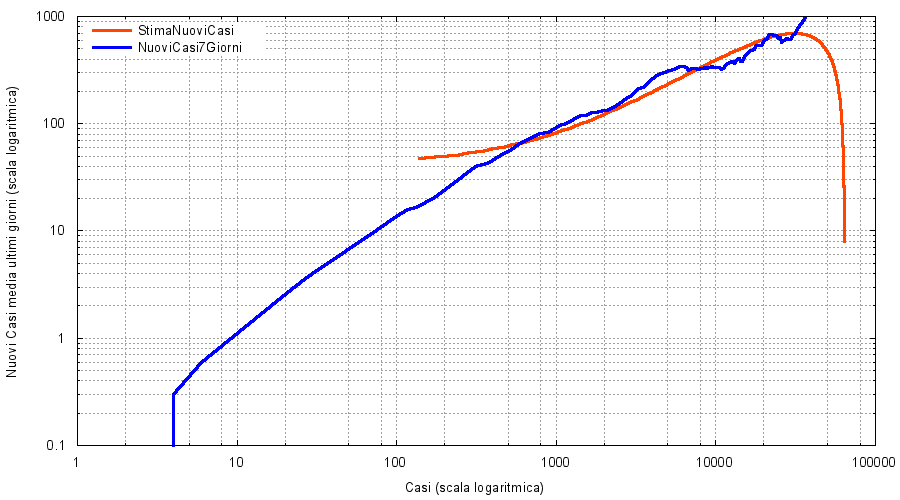 1000
StimaNuoviCasi
NuoviCasi7Giorni
100
10
1
0.1
Nuovi Casi media ultimi giorni (scala logaritmica)
1 10 100 1000 10000 100000
Casi (scala logaritmica)